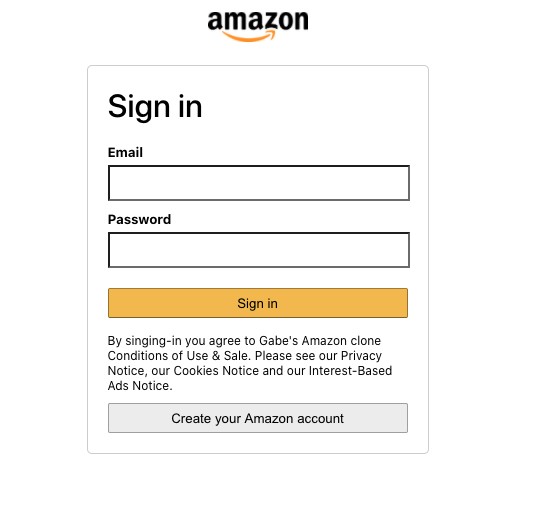 amazon
Sign in
Email
Password
Sign in
By singing-in you agree to Gabe's Amazon clone
Conditions of Use & Sale. Please see our Privacy
Notice, our Cookies Notice and our Interest-Based
Ads Notice.
Create your Amazon account